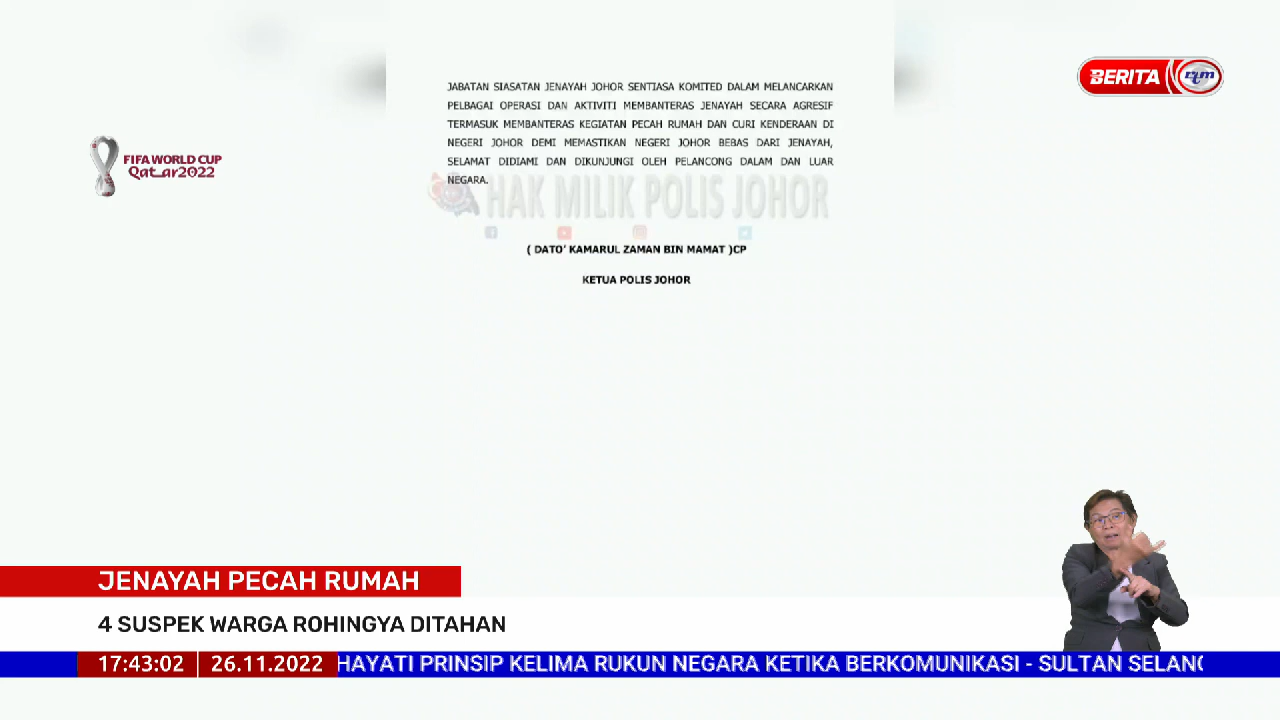 JABATAN SIASATAN JENAYAH JOHOR SENTIASA KOMITED DALAM MELANCARKAN
PELBAGAI OPERASI DAN AKTIVITI MEMBANTERAS JENAYAH SECARA AGRESIF
TERMASUK MEMBANTERAS KEGIATAN PECAH RUMAH DAN CURI KENDERAAN DI
NEGERI JOHOR DEMI MEMASTIKAN NEGERI JOHOR BEBAS DARI JENAYAH,
SELAMAT DIDIAMI DAN DIKUNJUNGI OLEH PELANCONG DALAM DAN LUAR
NEGARA.
HAK MILIK POLIS JOHOR
( DATO' KAMARUL ZAMAN BIN MAMAT )CP
KETUA POLIS JOHOR
BERITA rtm
FIFA WORLD CUP
Qatar2022
JENAYAH PECAH RUMAH
4 SUSPEK WARGA ROHINGYA DITAHAN
17:43:02 26.11.2022 HAYATI PRINSIP KELIMA RUKUN NEGARA KETIKA BERKOMUNIKASI - SULTAN SELANG